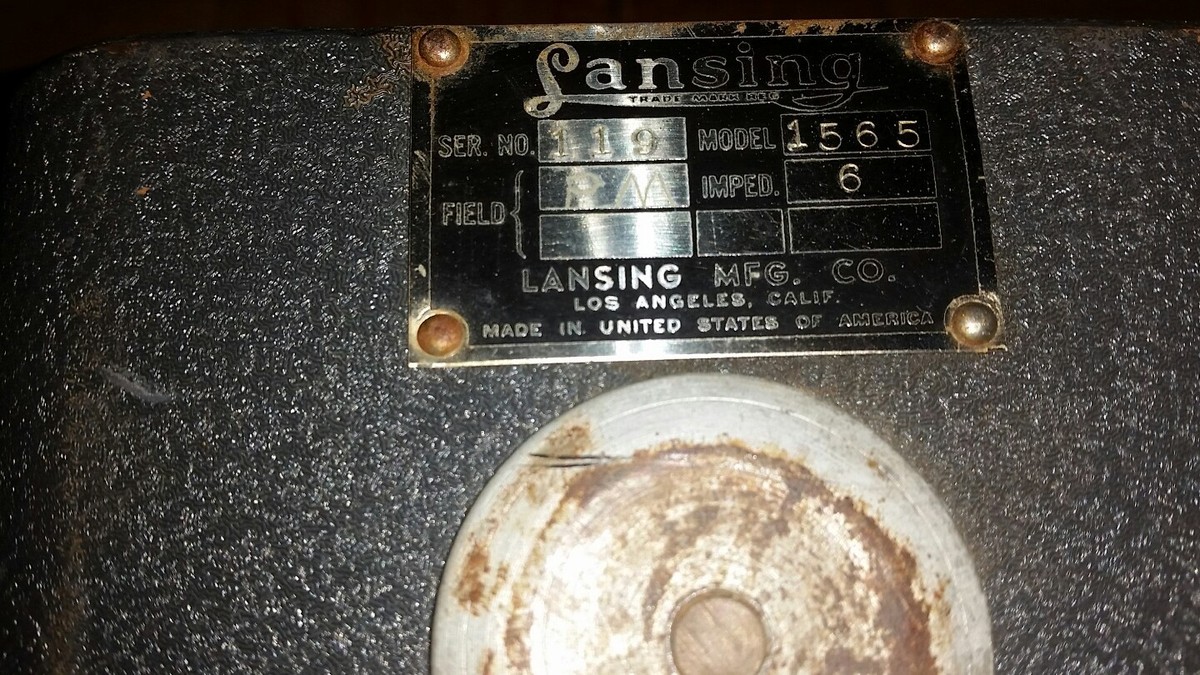 Lansing
TRADE MARK REG
SER. NO. 119 MODEL 1565
FIELD PM IMPED. 6
LANSING MFG. CO.
LOS ANGELES, CALIF.
MADE IN UNITED STATES OF AMERICA